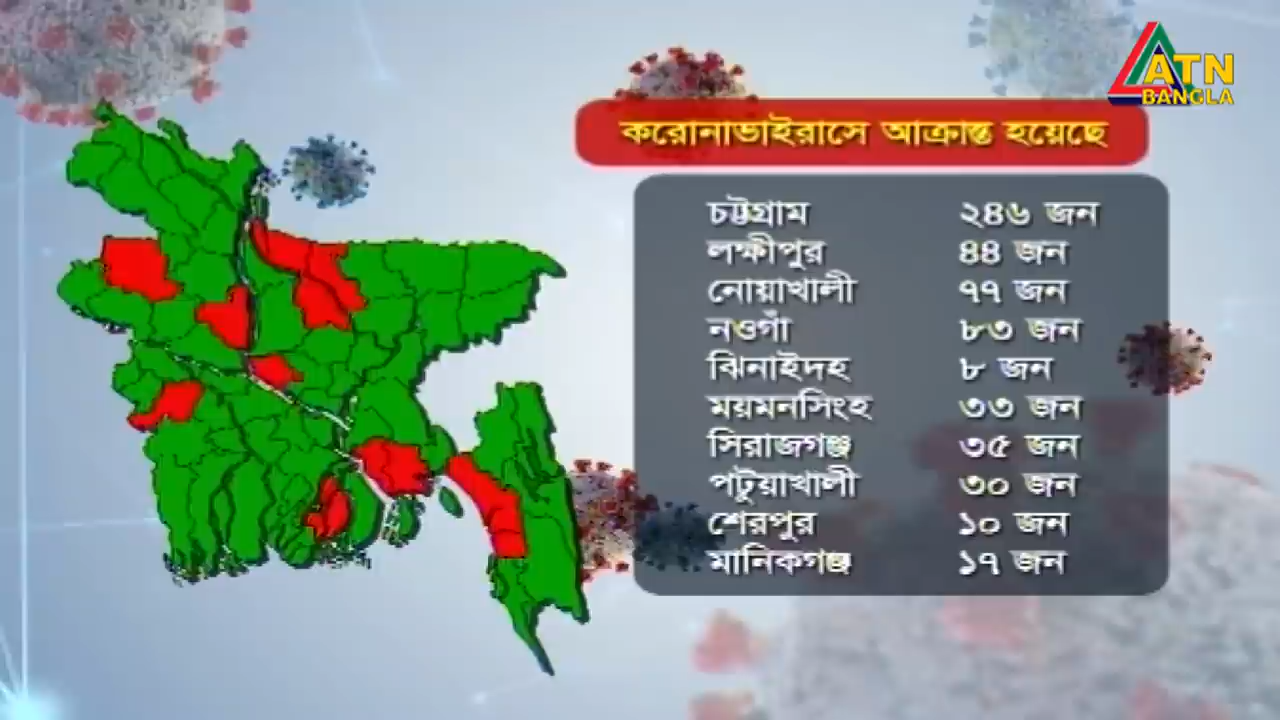 ATN
BANGLA
করোনাভাইরাসে আক্রান্ত হয়েছে
চট্টগ্রাম ২৪৬ জন
লক্ষীপুর ৪৪ জন
নোয়াখালী ৭৭ জন
নওগাঁ ৮৩ জন
ঝিনাইদহ ৮ জন
ময়মনসিংহ ৩৩ জন
সিরাজগঞ্জ ৩৫ জন
পটুয়াখালী ৩০ জন
শেরপুর ১০ জন
মানিকগঞ্জ ১৭ জন